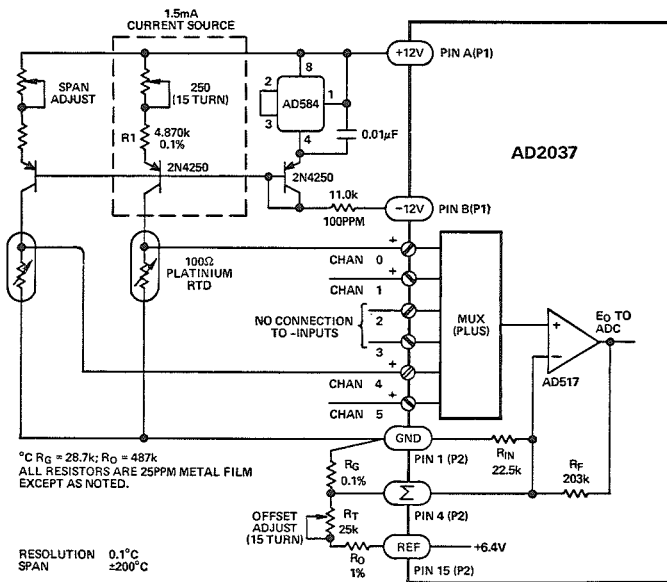 1.5mA
CURRENT SOURCE
+12V
PIN A(P1)
SPAN
ADJUST
250
(15 TURN)
8
2
AD584
1
3
4
0.01μF
R1
4.870k
0.1%
AD2037
2N4250
2N4250
11.0k
100PPM
−12V
PIN B(P1)
100Ω
PLATINIUM
RTD
+
CHAN 0
+
CHAN 1
NO CONNECTION
TO -INPUTS
2
3
+
CHAN 4
+
CHAN 5
MUX
(PLUS)
EO TO
ADC
+
−
AD517
GND
PIN 1 (P2)
RIN
22.5k
RF
203k
°C RG = 28.7k; RO = 487k
ALL RESISTORS ARE 25PPM METAL FILM
EXCEPT AS NOTED.
RG
0.1%
Σ
PIN 4 (P2)
OFFSET
ADJUST
(15 TURN)
RT
25k
RO
1%
REF
+6.4V
PIN 15 (P2)
RESOLUTION 0.1°C
SPAN ±200°C